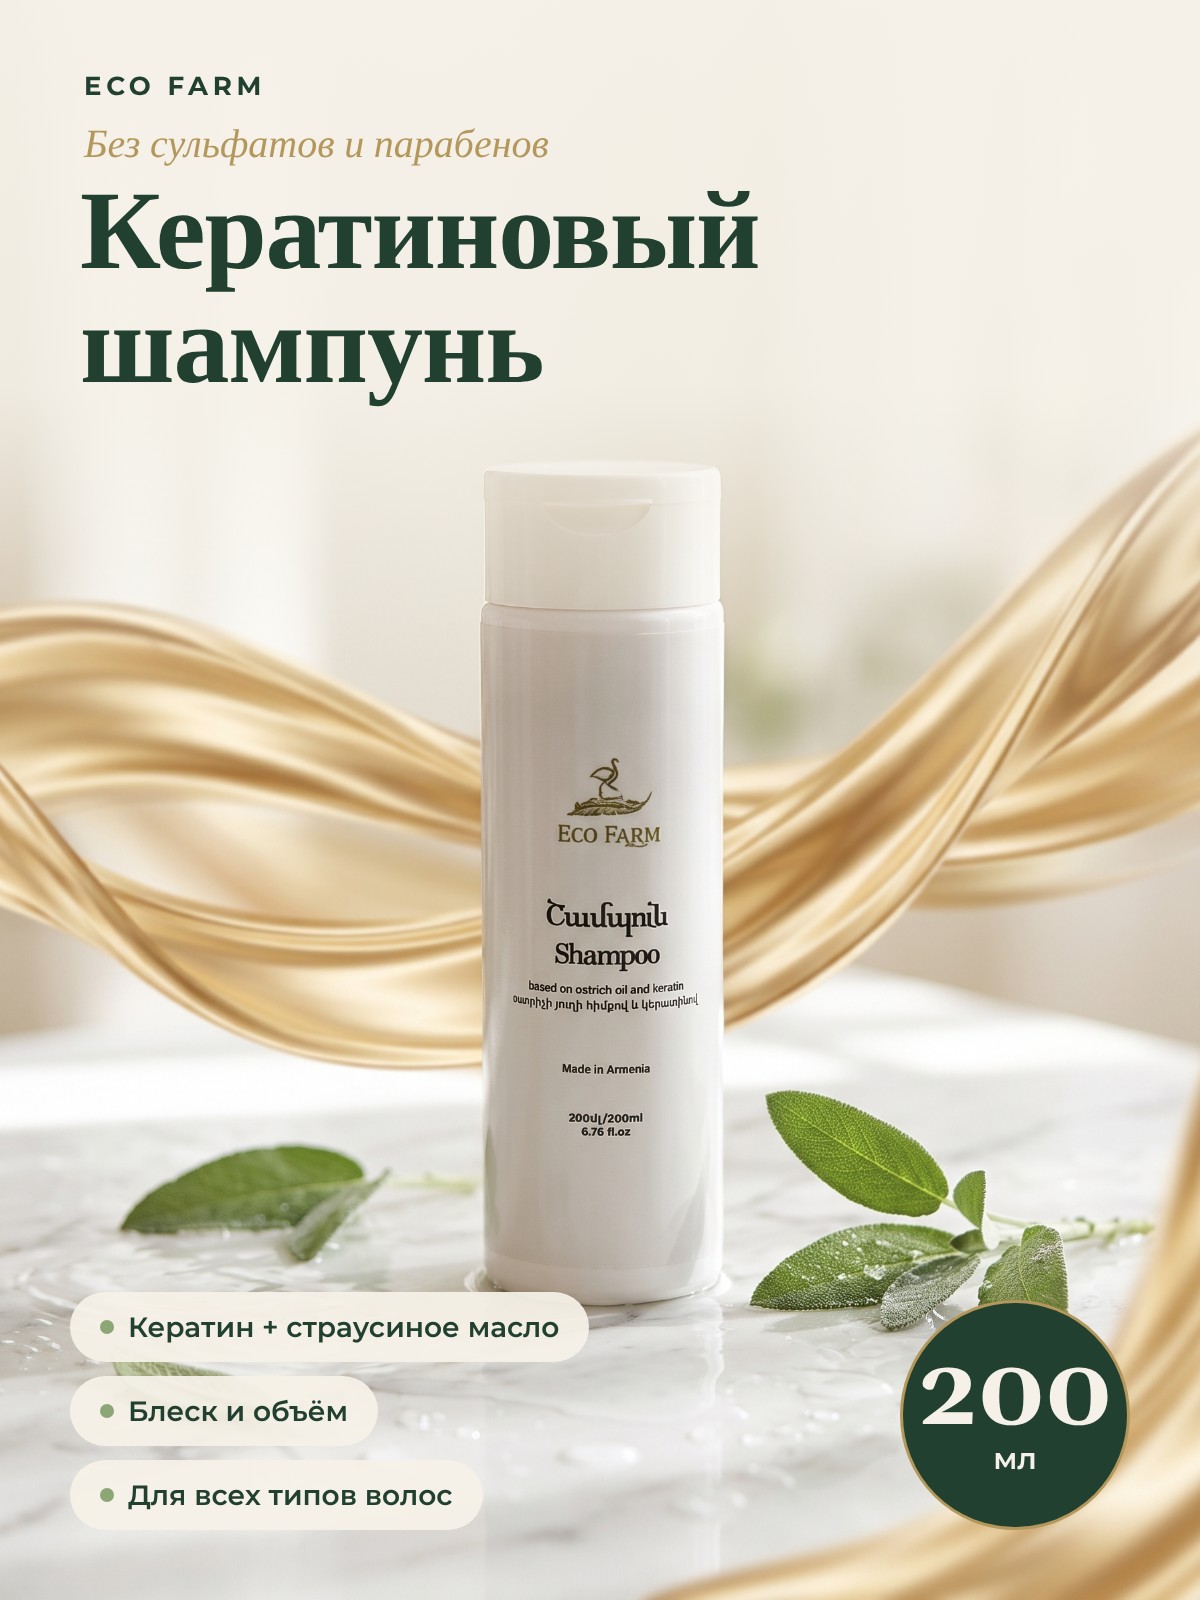 ECO FARM
Без сульфатов и парабенов
Кератиновый
шампунь
ECO FARM
Շամպուն
Shampoo
based on ostrich oil and keratin
օստրիչի յուղի հիմքով և կերատինով
Made in Armenia
200մլ/200ml
6.76 fl.oz
Кератин + страусиное масло
Блеск и объём
Для всех типов волос
200
мл